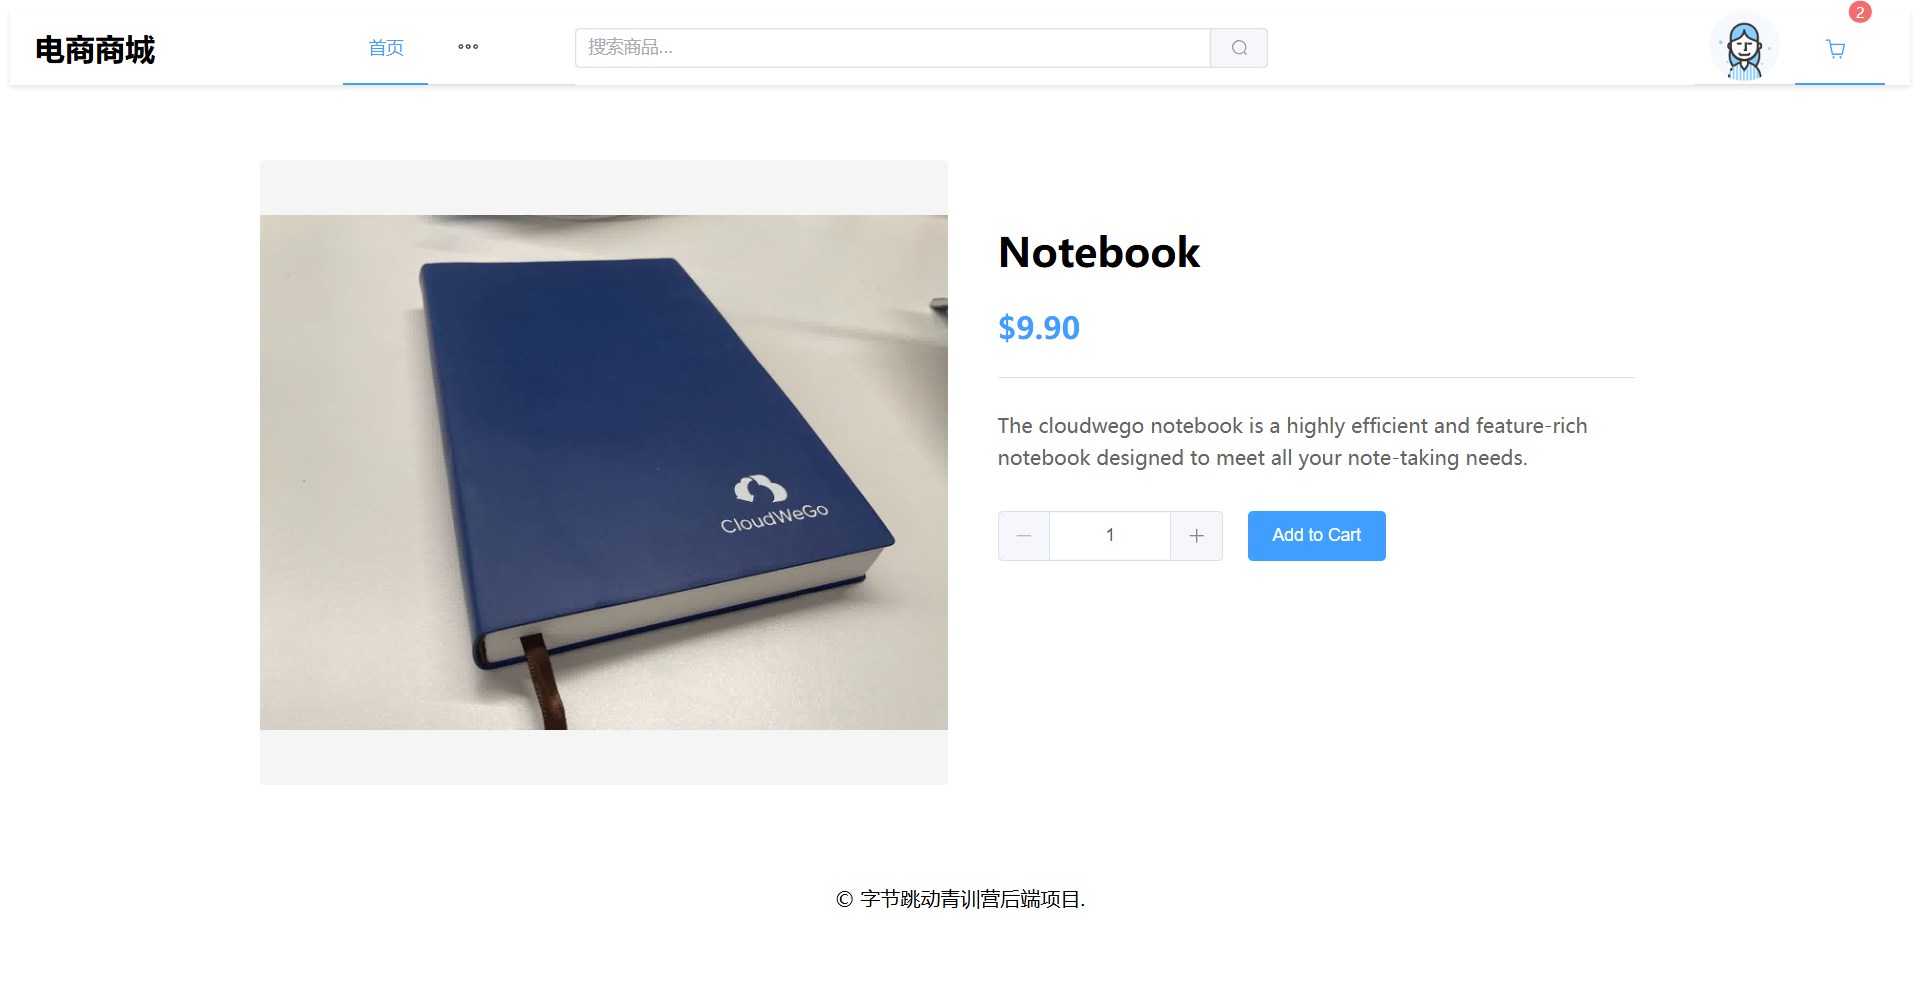 电商商城
首页
搜索商品...
2
CloudWeGo
Notebook
$9.90
The cloudwego notebook is a highly efficient and feature-rich
notebook designed to meet all your note-taking needs.
1
Add to Cart
© 字节跳动青训营后端项目.